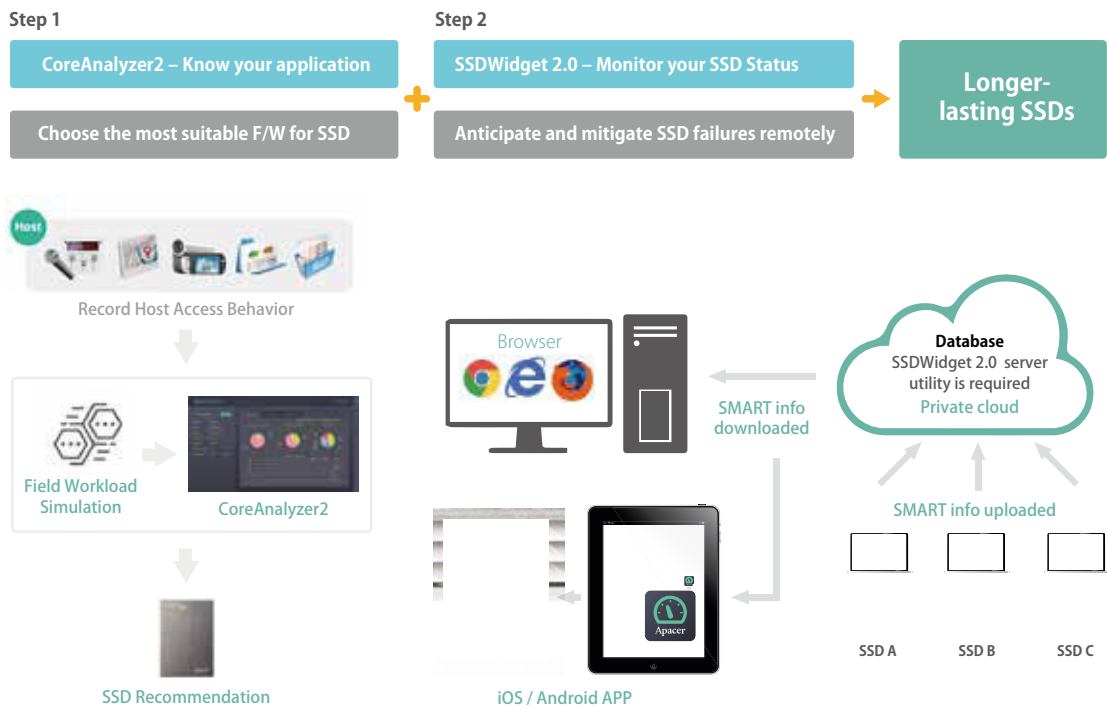 Step 1
CoreAnalyzer2 – Know your application
Choose the most suitable F/W for SSD
Step 2
SSDWidget 2.0 – Monitor your SSD Status
Anticipate and mitigate SSD failures remotely
Longer-
lasting SSDs
Host
Record Host Access Behavior
Field Workload
Simulation
CoreAnalyzer2
SSD Recommendation
Browser
SMART info
downloaded
Apacer
iOS / Android APP
Database
SSDWidget 2.0 server
utility is required
Private cloud
SMART info uploaded
SSD A
SSD B
SSD C